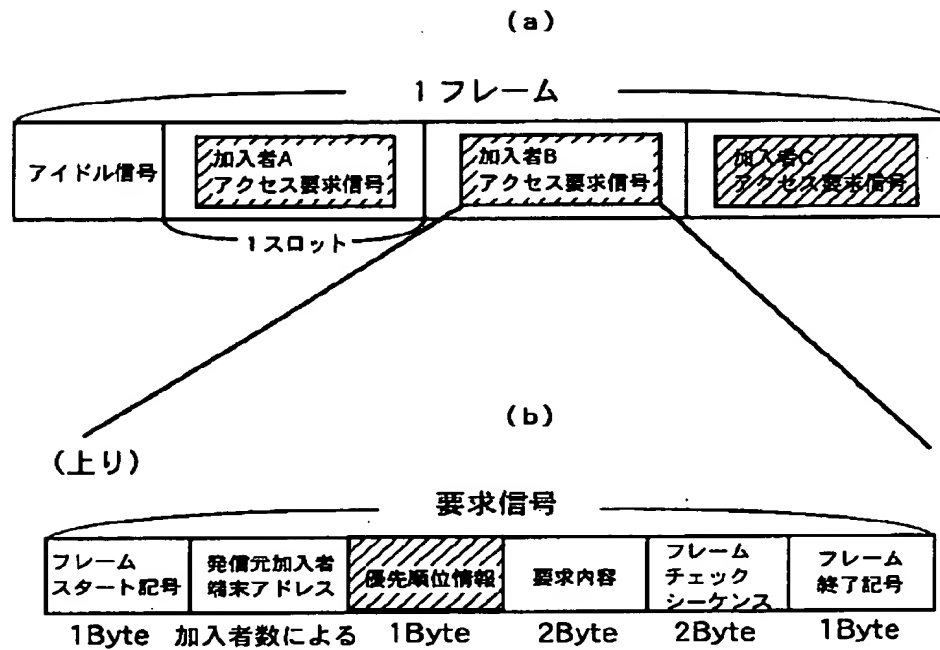 (a)
1フレーム
アイドル信号
加入者A
アクセス要求信号
加入者B
アクセス要求信号
加入者C
アクセス要求信号
1スロット
(b)
(上り)
要求信号
フレーム
スタート記号
発信元加入者
端末アドレス
優先順位情報
要求内容
フレーム
チェック
シーケンス
フレーム
終了記号
1Byte
加入者数による
1Byte
2Byte
2Byte
1Byte